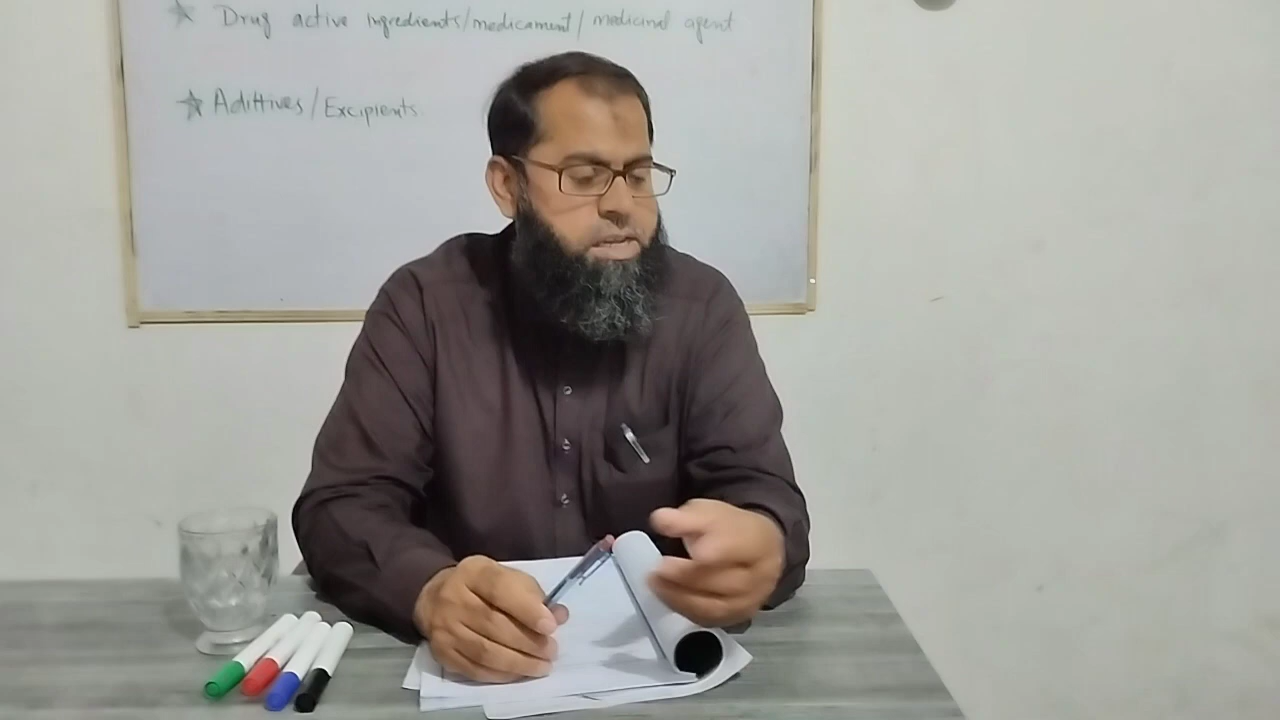 ☆ Drug active ingredients/medicament/medicinal agent
☆ Adittives/Excipients